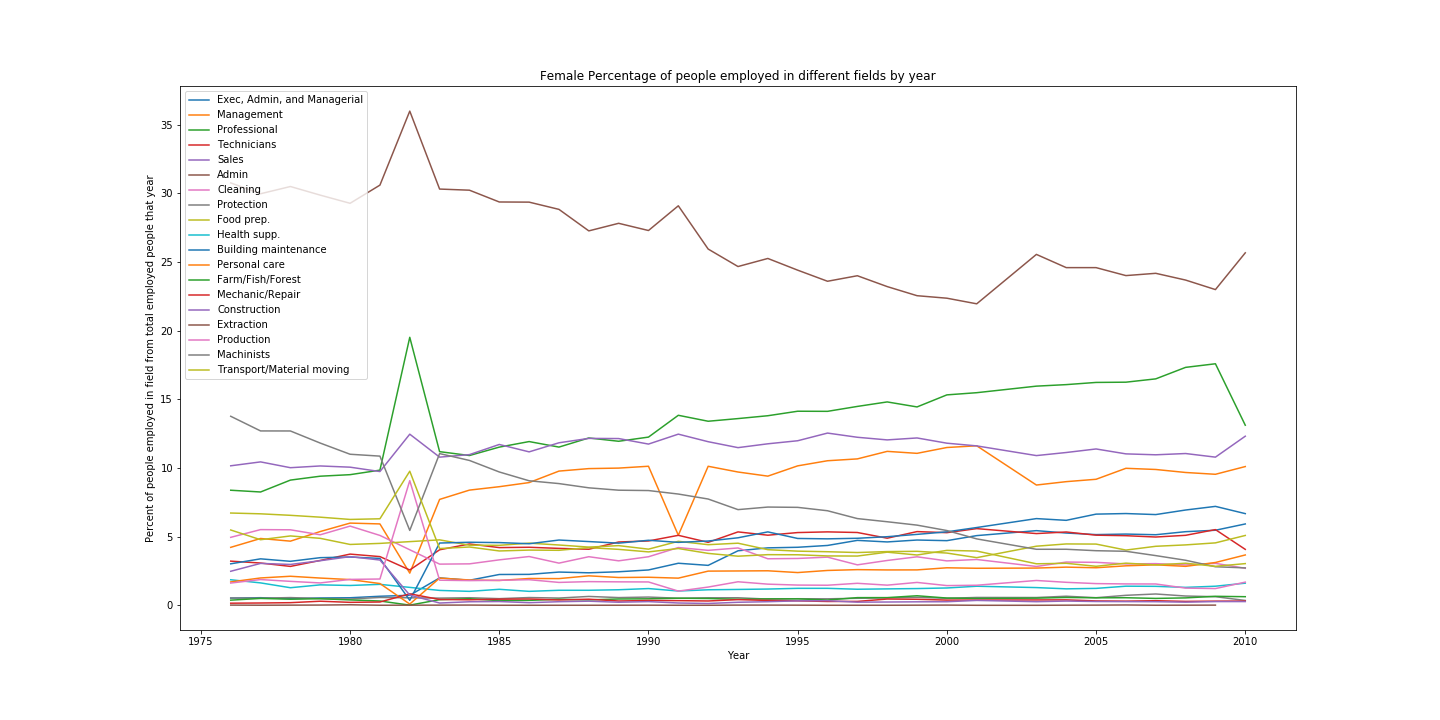 Female Percentage of people employed in different fields by year
Percent of people employed in field from total employed people that year
35
30
25
20
15
10
5
0
Exec, Admin, and Managerial
Management
Professional
Technicians
Sales
Admin
Cleaning
Protection
Food prep.
Health supp.
Building maintenance
Personal care
Farm/Fish/Forest
Mechanic/Repair
Construction
Extraction
Production
Machinists
Transport/Material moving
1975 1980 1985 1990 1995 2000 2005 2010
Year